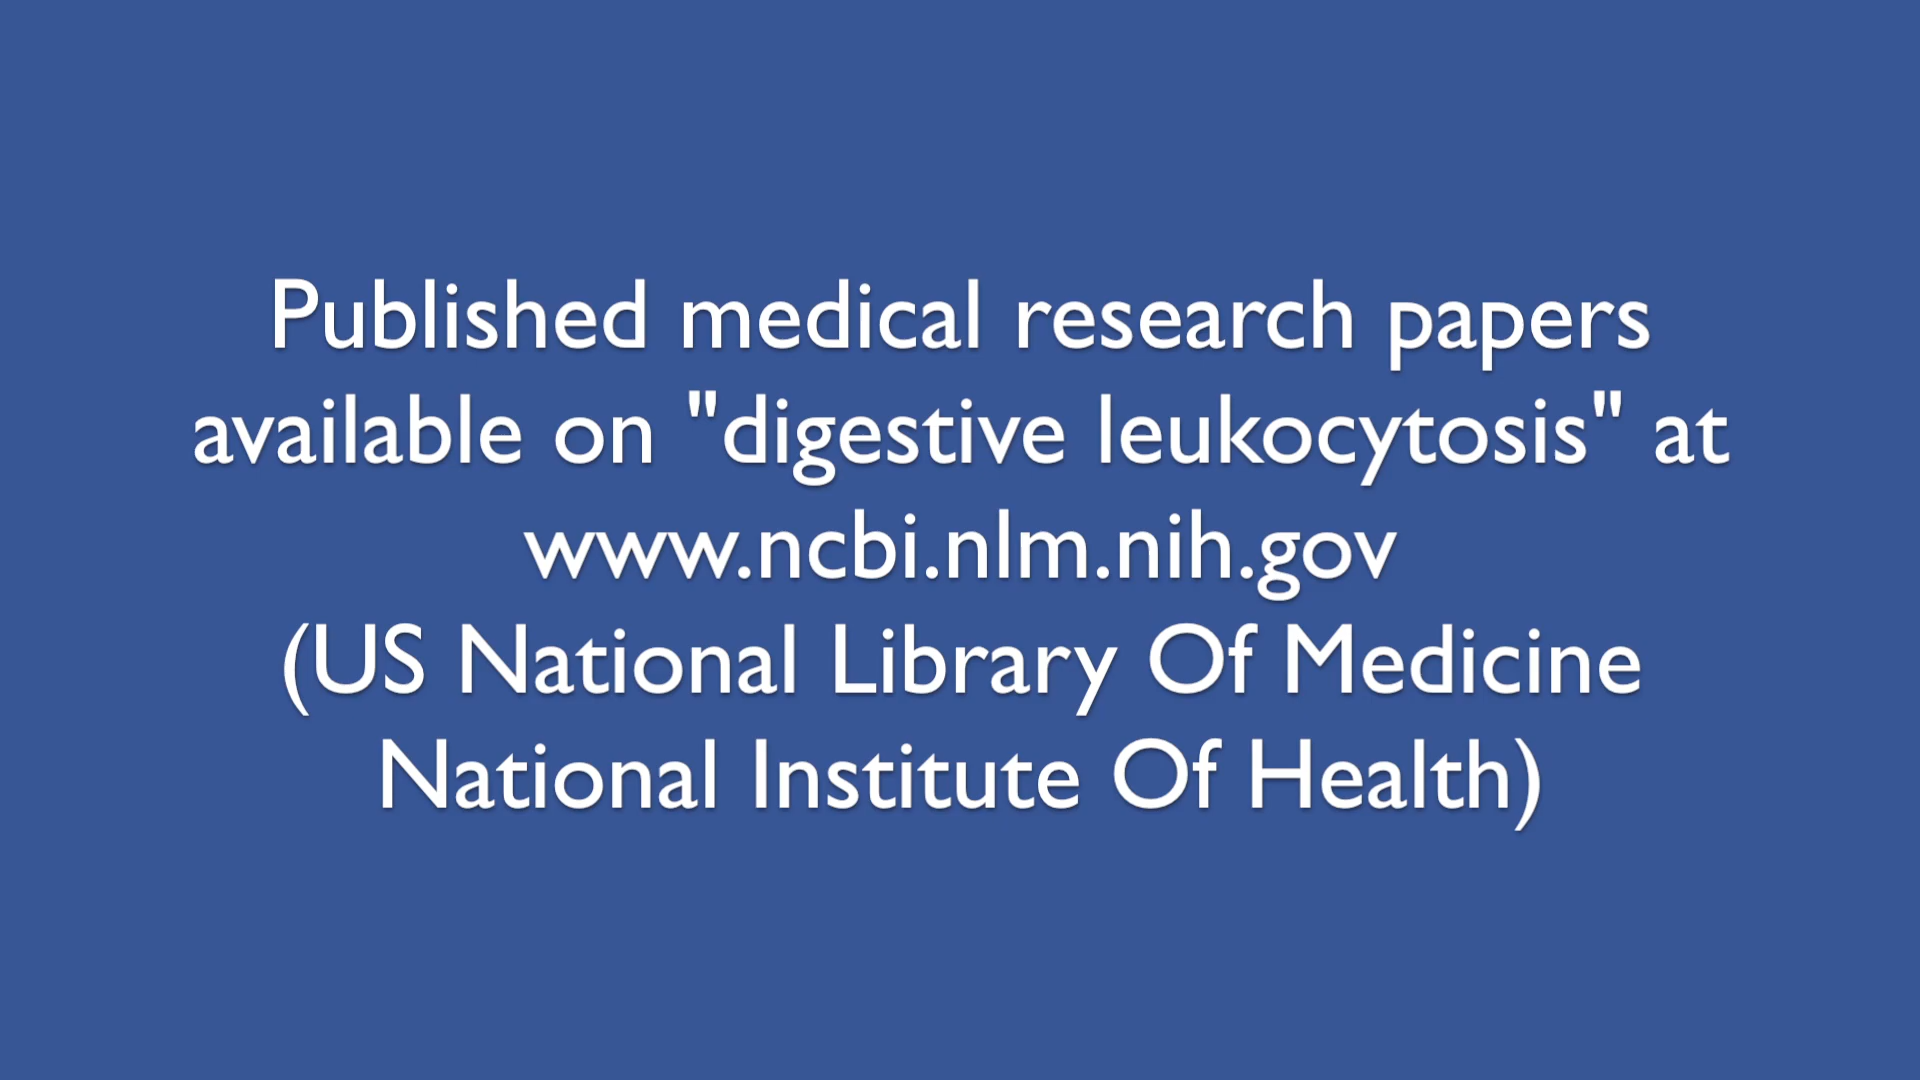 Published medical research papers
available on "digestive leukocytosis" at
www.ncbi.nlm.nih.gov
(US National Library Of Medicine
National Institute Of Health)